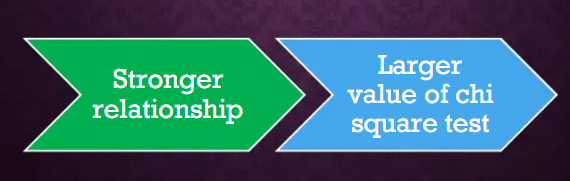 Stronger
relationship
Larger
value of chi
square test